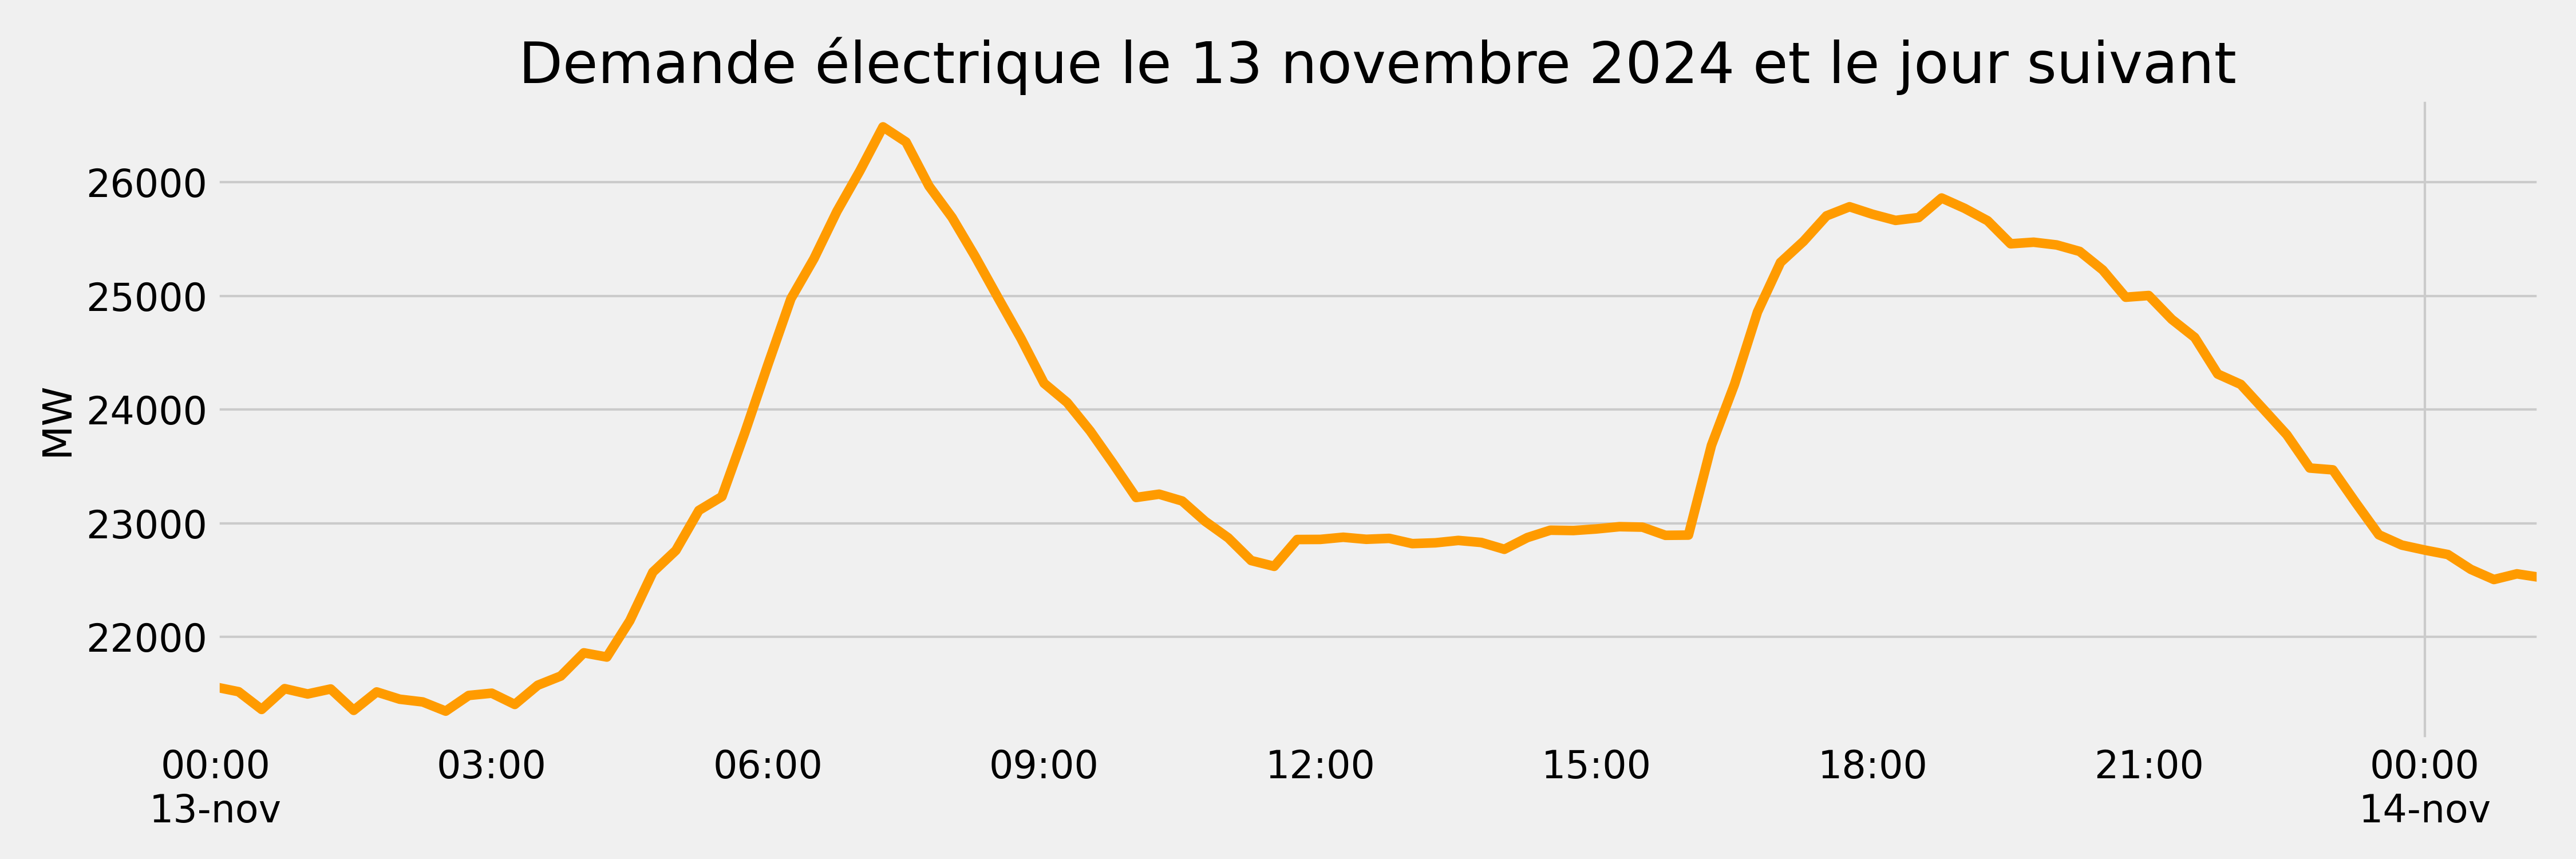 Demande électrique le 13 novembre 2024 et le jour suivant
26000
25000
24000
23000
22000
MW
00:00 03:00 06:00 09:00 12:00 15:00 18:00 21:00 00:00
13-nov 14-nov